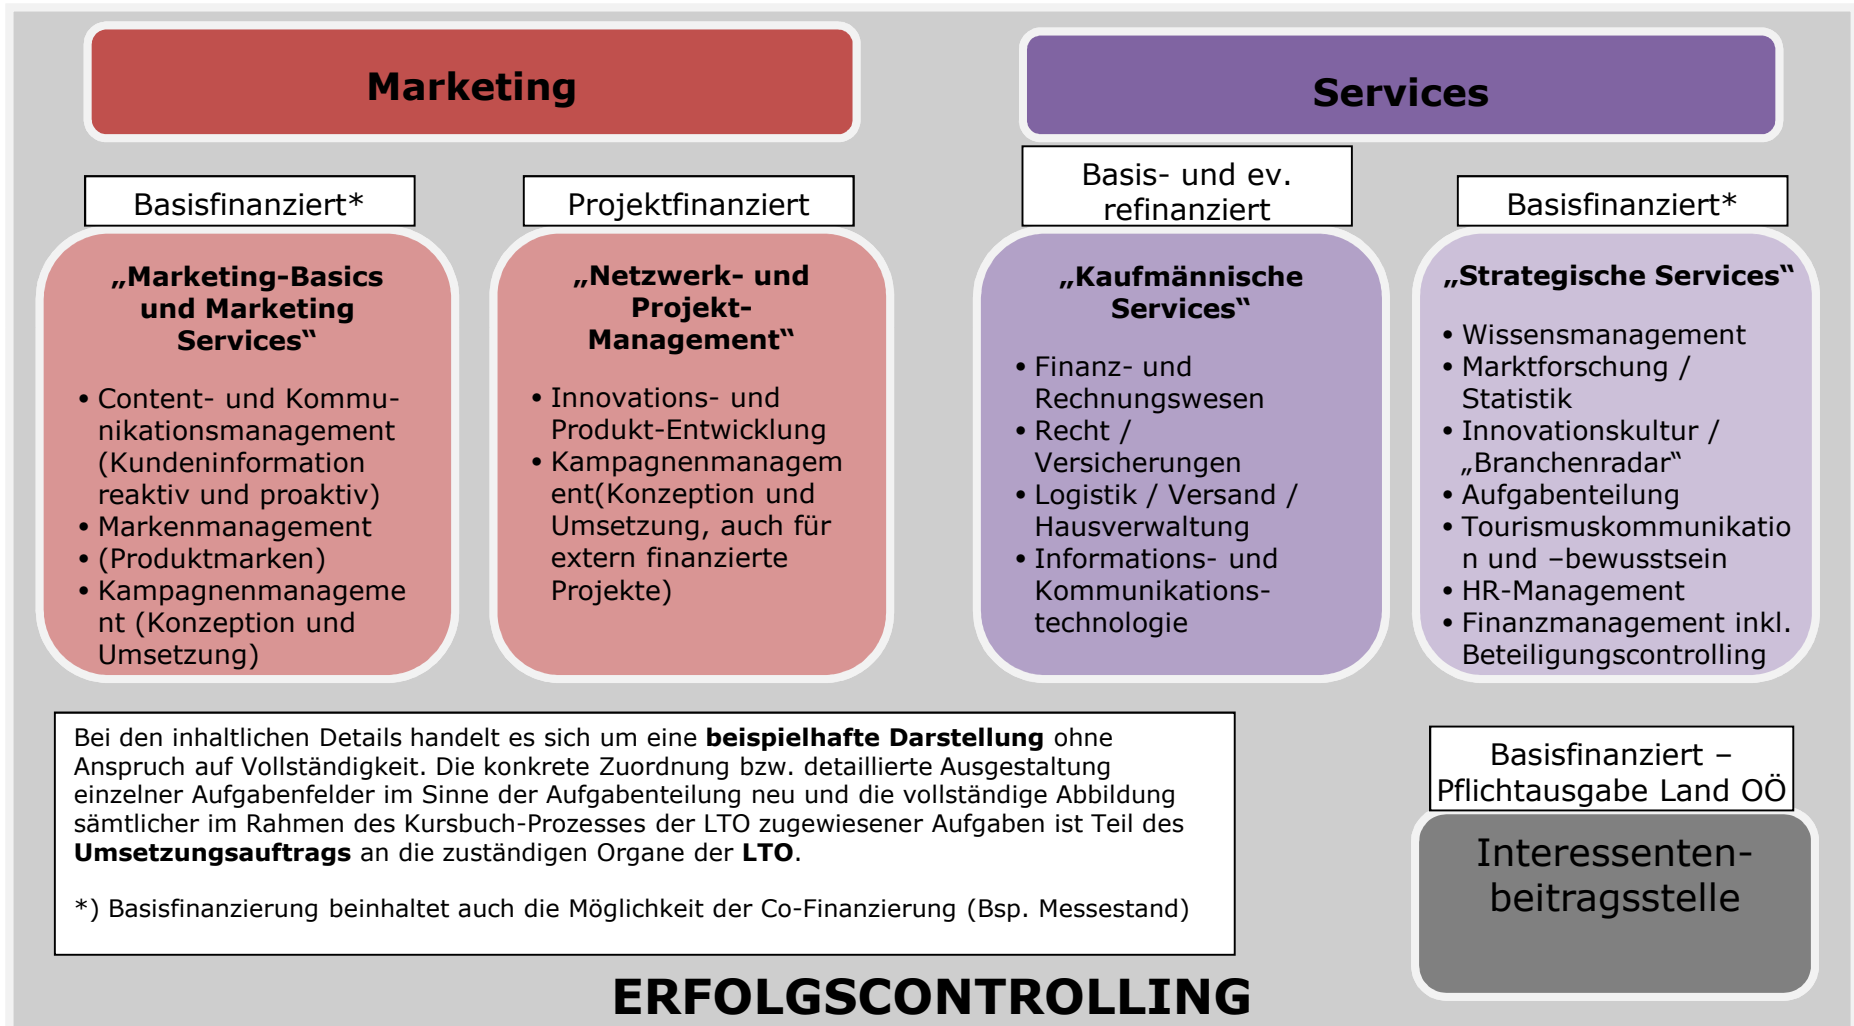 Marketing
Services
Basisfinanziert*
Projektfinanziert
Basis- und ev.
refinanziert
Basisfinanziert*
„Marketing-Basics
und Marketing
Services“
• Content- und Kommu-
nikationsmanagement
(Kundeninformation
reaktiv und proaktiv)
• Markenmanagement
• (Produktmarken)
• Kampagnenmanageme
nt (Konzeption und
Umsetzung)
„Netzwerk- und
Projekt-
Management“
• Innovations- und
Produkt-Entwicklung
• Kampagnenmanagem
ent(Konzeption und
Umsetzung, auch für
extern finanzierte
Projekte)
„Kaufmännische
Services“
• Finanz- und
Rechnungswesen
• Recht /
Versicherungen
• Logistik / Versand /
Hausverwaltung
• Informations- und
Kommunikations-
technologie
„Strategische Services“
• Wissensmanagement
• Marktforschung /
Statistik
• Innovationskultur /
„Branchenradar“
• Aufgabenteilung
• Tourismuskommunikatio
n und –bewusstsein
• HR-Management
• Finanzmanagement inkl.
Beteiligungscontrolling
Bei den inhaltlichen Details handelt es sich um eine beispielhafte Darstellung ohne
Anspruch auf Vollständigkeit. Die konkrete Zuordnung bzw. detaillierte Ausgestaltung
einzelner Aufgabenfelder im Sinne der Aufgabenteilung neu und die vollständige Abbildung
sämtlicher im Rahmen des Kursbuch-Prozesses der LTO zugewiesener Aufgaben ist Teil des
Umsetzungsauftrags an die zuständigen Organe der LTO.
*) Basisfinanzierung beinhaltet auch die Möglichkeit der Co-Finanzierung (Bsp. Messestand)
Basisfinanziert –
Pflichtausgabe Land OÖ
Interessenten-
beitragsstelle
ERFOLGSCONTROLLING